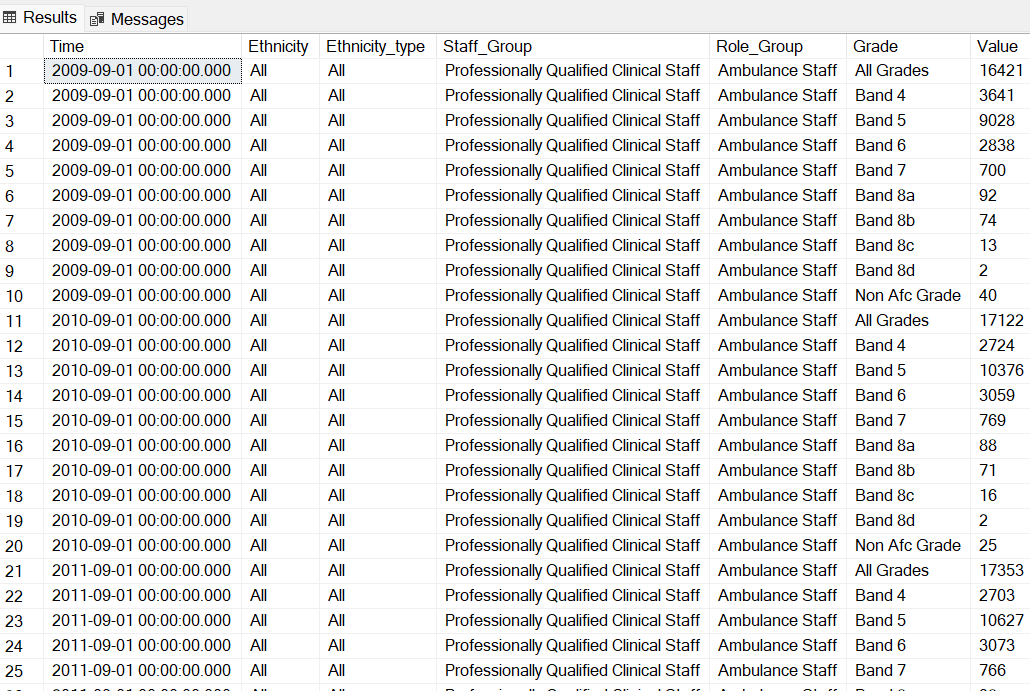 Results Messages
Time Ethnicity Ethnicity_type Staff_Group Role_Group Grade Value
1 2009-09-01 00:00:00.000 All All Professionally Qualified Clinical Staff Ambulance Staff All Grades 16421
2 2009-09-01 00:00:00.000 All All Professionally Qualified Clinical Staff Ambulance Staff Band 4 3641
3 2009-09-01 00:00:00.000 All All Professionally Qualified Clinical Staff Ambulance Staff Band 5 9028
4 2009-09-01 00:00:00.000 All All Professionally Qualified Clinical Staff Ambulance Staff Band 6 2838
5 2009-09-01 00:00:00.000 All All Professionally Qualified Clinical Staff Ambulance Staff Band 7 700
6 2009-09-01 00:00:00.000 All All Professionally Qualified Clinical Staff Ambulance Staff Band 8a 92
7 2009-09-01 00:00:00.000 All All Professionally Qualified Clinical Staff Ambulance Staff Band 8b 74
8 2009-09-01 00:00:00.000 All All Professionally Qualified Clinical Staff Ambulance Staff Band 8c 13
9 2009-09-01 00:00:00.000 All All Professionally Qualified Clinical Staff Ambulance Staff Band 8d 2
10 2009-09-01 00:00:00.000 All All Professionally Qualified Clinical Staff Ambulance Staff Non Afc Grade 40
11 2010-09-01 00:00:00.000 All All Professionally Qualified Clinical Staff Ambulance Staff All Grades 17122
12 2010-09-01 00:00:00.000 All All Professionally Qualified Clinical Staff Ambulance Staff Band 4 2724
13 2010-09-01 00:00:00.000 All All Professionally Qualified Clinical Staff Ambulance Staff Band 5 10376
14 2010-09-01 00:00:00.000 All All Professionally Qualified Clinical Staff Ambulance Staff Band 6 3059
15 2010-09-01 00:00:00.000 All All Professionally Qualified Clinical Staff Ambulance Staff Band 7 769
16 2010-09-01 00:00:00.000 All All Professionally Qualified Clinical Staff Ambulance Staff Band 8a 88
17 2010-09-01 00:00:00.000 All All Professionally Qualified Clinical Staff Ambulance Staff Band 8b 71
18 2010-09-01 00:00:00.000 All All Professionally Qualified Clinical Staff Ambulance Staff Band 8c 16
19 2010-09-01 00:00:00.000 All All Professionally Qualified Clinical Staff Ambulance Staff Band 8d 2
20 2010-09-01 00:00:00.000 All All Professionally Qualified Clinical Staff Ambulance Staff Non Afc Grade 25
21 2011-09-01 00:00:00.000 All All Professionally Qualified Clinical Staff Ambulance Staff All Grades 17353
22 2011-09-01 00:00:00.000 All All Professionally Qualified Clinical Staff Ambulance Staff Band 4 2703
23 2011-09-01 00:00:00.000 All All Professionally Qualified Clinical Staff Ambulance Staff Band 5 10627
24 2011-09-01 00:00:00.000 All All Professionally Qualified Clinical Staff Ambulance Staff Band 6 3073
25 2011-09-01 00:00:00.000 All All Professionally Qualified Clinical Staff Ambulance Staff Band 7 766